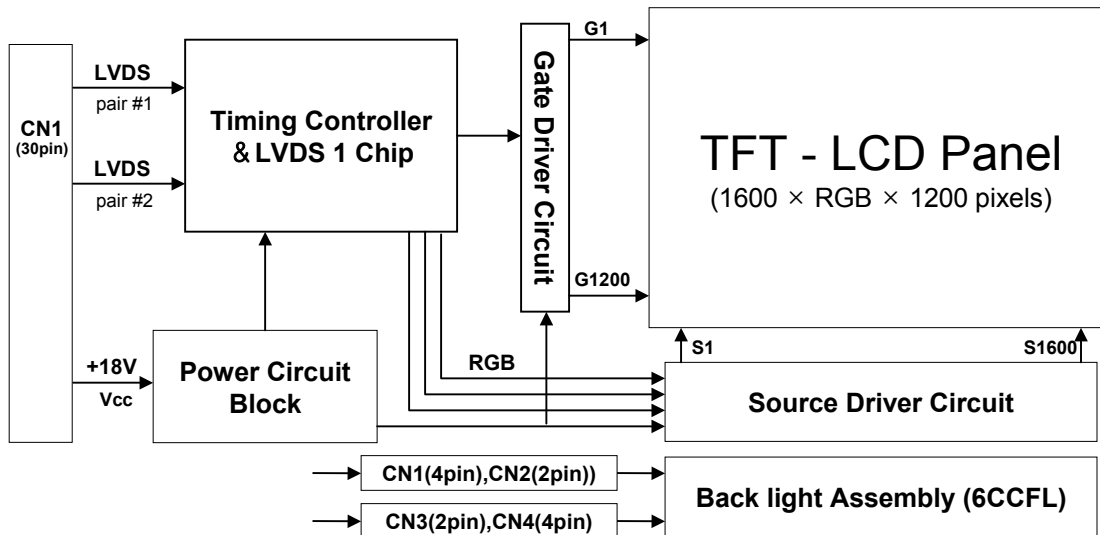 CN1
(30pin)
LVDS
pair #1
LVDS
pair #2
+18V
Vcc
Timing Controller
& LVDS 1 Chip
Power Circuit
Block
RGB
Gate Driver Circuit
G1
G1200
TFT - LCD Panel
(1600 × RGB × 1200 pixels)
S1
S1600
Source Driver Circuit
CN1(4pin),CN2(2pin))
CN3(2pin),CN4(4pin)
Back light Assembly (6CCFL)